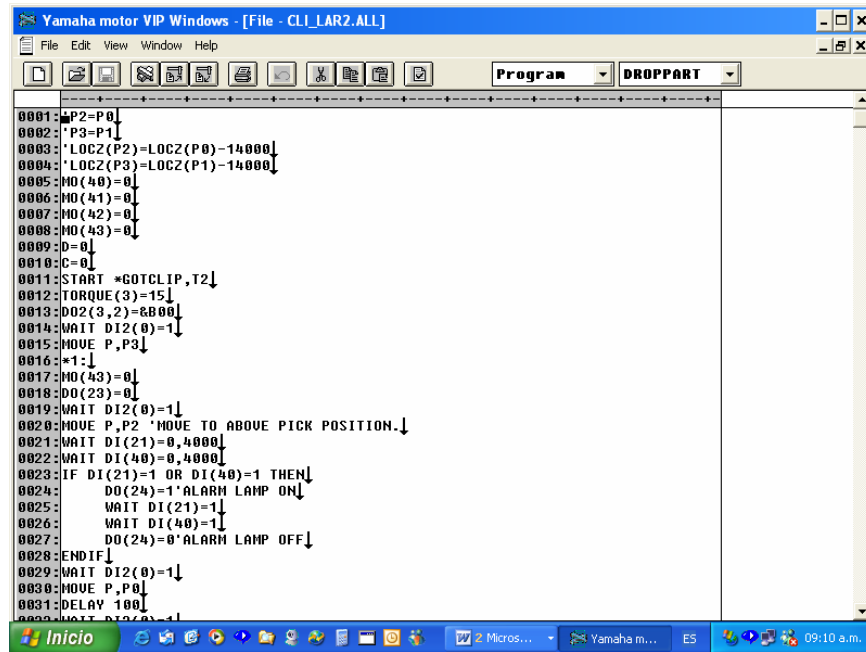 Yamaha motor VIP Windows - [File - CLI_LAR2.ALL]
File Edit View Window Help
Program DROPPART
----+----+----+----+----+----+----+----+----+----+----+----+----+----+----+-
0001:'P2=P0↓
0002:'P3=P1↓
0003:'LOCZ(P2)=LOCZ(P0)-14000↓
0004:'LOCZ(P3)=LOCZ(P1)-14000↓
0005:MO(40)=0↓
0006:MO(41)=0↓
0007:MO(42)=0↓
0008:MO(43)=0↓
0009:D=0↓
0010:C=0↓
0011:START *GOTCLIP,T2↓
0012:TORQUE(3)=15↓
0013:DO2(3,2)=&B00↓
0014:WAIT DI2(0)=1↓
0015:MOVE P,P3↓
0016:*1:↓
0017:MO(43)=0↓
0018:DO(23)=0↓
0019:WAIT DI2(0)=1↓
0020:MOVE P,P2 'MOVE TO ABOVE PICK POSITION.↓
0021:WAIT DI(21)=0,4000↓
0022:WAIT DI(40)=0,4000↓
0023:IF DI(21)=1 OR DI(40)=1 THEN↓
0024: DO(24)=1'ALARM LAMP ON↓
0025: WAIT DI(21)=1↓
0026: WAIT DI(40)=1↓
0027: DO(24)=0'ALARM LAMP OFF↓
0028:ENDIF↓
0029:WAIT DI2(0)=1↓
0030:MOVE P,P0↓
0031:DELAY 100↓
0032:WAIT DI2(0)=1↓
Inicio 2 Micros... Yamaha m... ES 09:10 a.m.